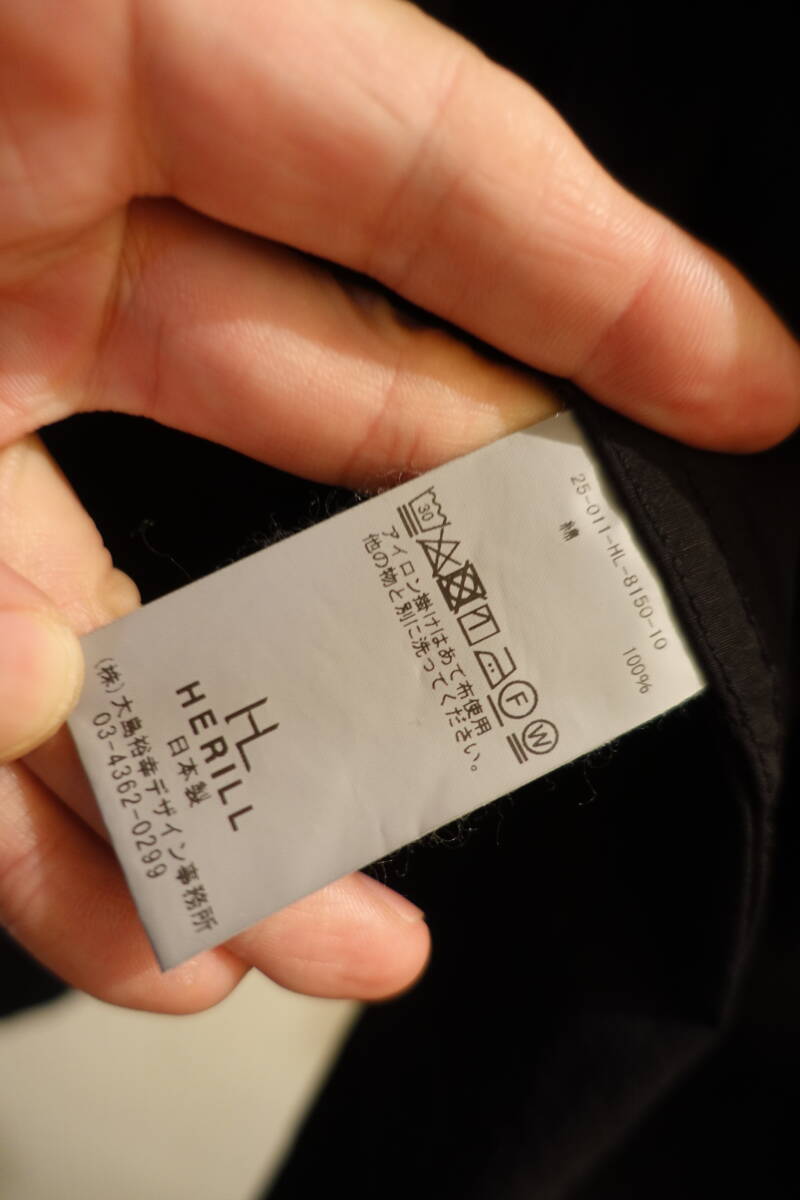 25-011-HL-8150-10
綿 100%
30
F W
アイロン掛けはあて布使用
他の物と別に洗ってください。
HL
HERILL
日本製
(株)大島裕幸デザイン事務所
03-4362-0299